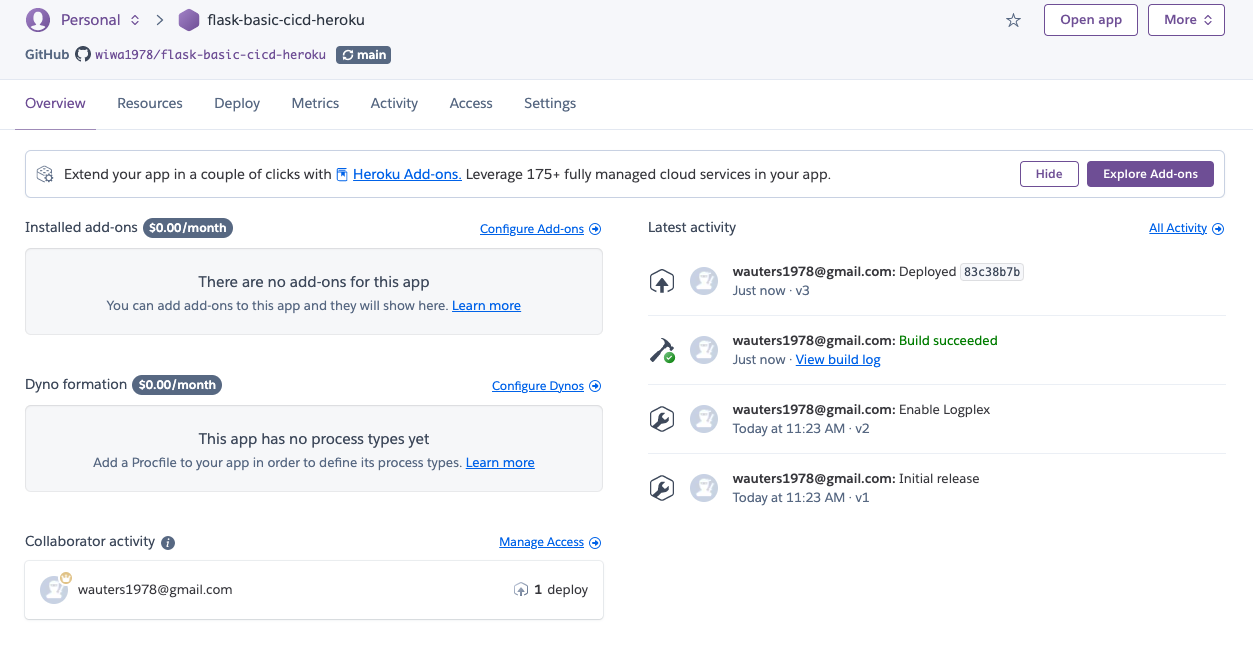 Personal flask-basic-cicd-heroku Open app More
GitHub wiwa1978/flask-basic-cicd-heroku main
Overview Resources Deploy Metrics Activity Access Settings
Extend your app in a couple of clicks with Heroku Add-ons. Leverage 175+ fully managed cloud services in your app. Hide Explore Add-ons
Installed add-ons $0.00/month Configure Add-ons
There are no add-ons for this app
You can add add-ons to this app and they will show here. Learn more
Dyno formation $0.00/month Configure Dynos
This app has no process types yet
Add a Procfile to your app in order to define its process types. Learn more
Collaborator activity i Manage Access
wauters1978@gmail.com 1 deploy
Latest activity All Activity
wauters1978@gmail.com: Deployed 83c38b7b
Just now · v3
wauters1978@gmail.com: Build succeeded
Just now · View build log
wauters1978@gmail.com: Enable Logplex
Today at 11:23 AM · v2
wauters1978@gmail.com: Initial release
Today at 11:23 AM · v1